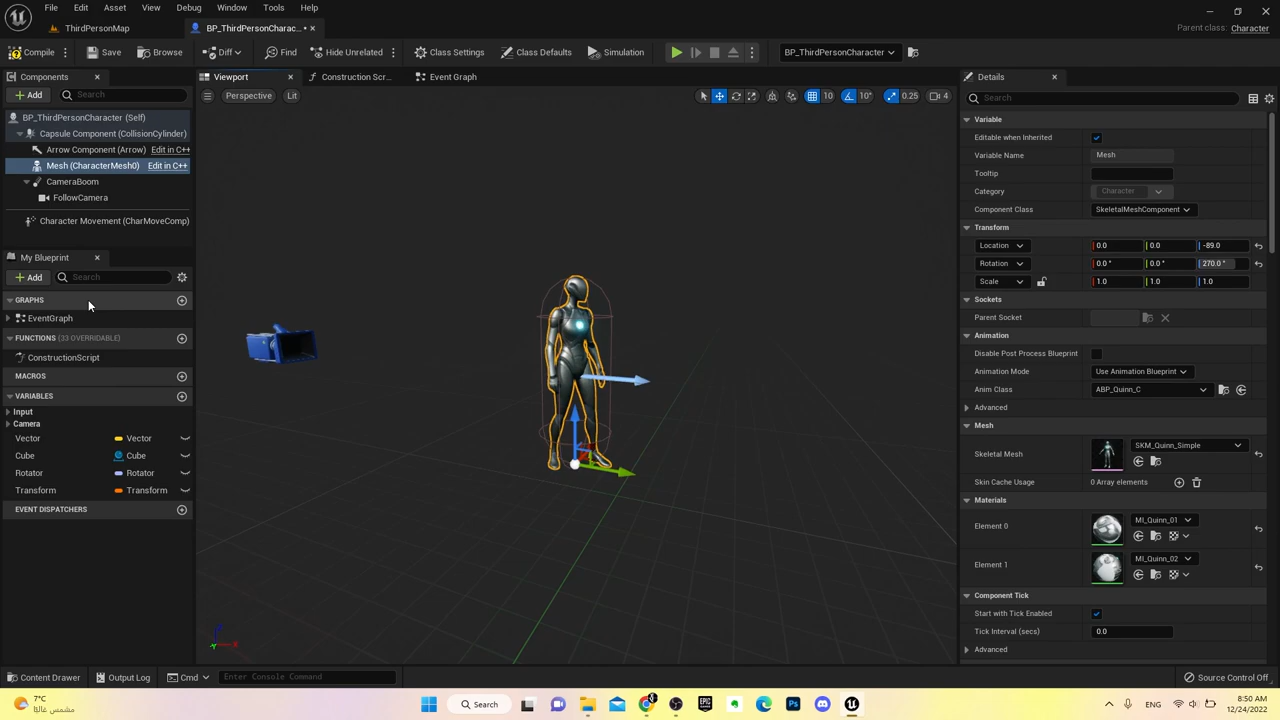 File Edit Asset View Debug Window Tools Help
ThirdPersonMap BP_ThirdPersonCharac... •
Parent class: Character
Compile Save Browse Diff Find Hide Unrelated Class Settings Class Defaults Simulation BP_ThirdPersonCharacter
Components
Add Search
BP_ThirdPersonCharacter (Self)
Capsule Component (CollisionCylinder)
Arrow Component (Arrow) Edit in C++
Mesh (CharacterMesh0) Edit in C++
CameraBoom
FollowCamera
Character Movement (CharMoveComp)
My Blueprint
Add Search
GRAPHS
EventGraph
FUNCTIONS (33 OVERRIDABLE)
ConstructionScript
MACROS
VARIABLES
Input
Camera
Vector Vector
Cube Cube
Rotator Rotator
Transform Transform
EVENT DISPATCHERS
Viewport Construction Scr... Event Graph
Perspective Lit 10 10° 0.25 4
Details
Search
Variable
Editable when Inherited
Variable Name Mesh
Tooltip
Category Character
Component Class SkeletalMeshComponent
Transform
Location 0.0 0.0 -89.0
Rotation 0.0 ° 0.0 ° 270.0 °
Scale 1.0 1.0 1.0
Sockets
Parent Socket
Animation
Disable Post Process Blueprint
Animation Mode Use Animation Blueprint
Anim Class ABP_Quinn_C
Advanced
Mesh
Skeletal Mesh SKM_Quinn_Simple
Skin Cache Usage 0 Array elements
Materials
Element 0 MI_Quinn_01
Element 1 MI_Quinn_02
Component Tick
Start with Tick Enabled
Tick Interval (secs) 0.0
Advanced
Content Drawer Output Log Cmd Enter Console Command Source Control Off
7°C
مشمس غالبًا
Search
EPIC GAMES
Ps
ENG
8:50 AM
12/24/2022